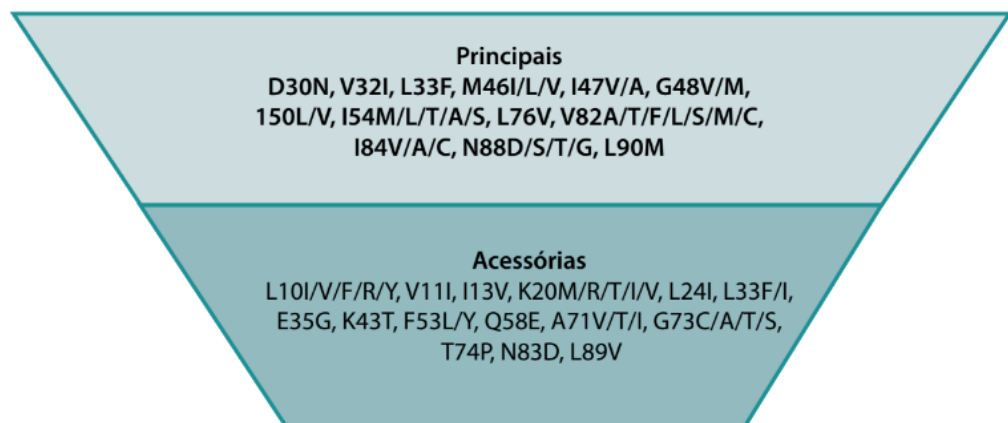 Principais
D30N, V32I, L33F, M46I/L/V, I47V/A, G48V/M,
150L/V, I54M/L/T/A/S, L76V, V82A/T/F/L/S/M/C,
I84V/A/C, N88D/S/T/G, L90M
Acessórias
L10I/V/F/R/Y, V11I, I13V, K20M/R/T/I/V, L24I, L33F/I,
E35G, K43T, F53L/Y, Q58E, A71V/T/I, G73C/A/T/S,
T74P, N83D, L89V